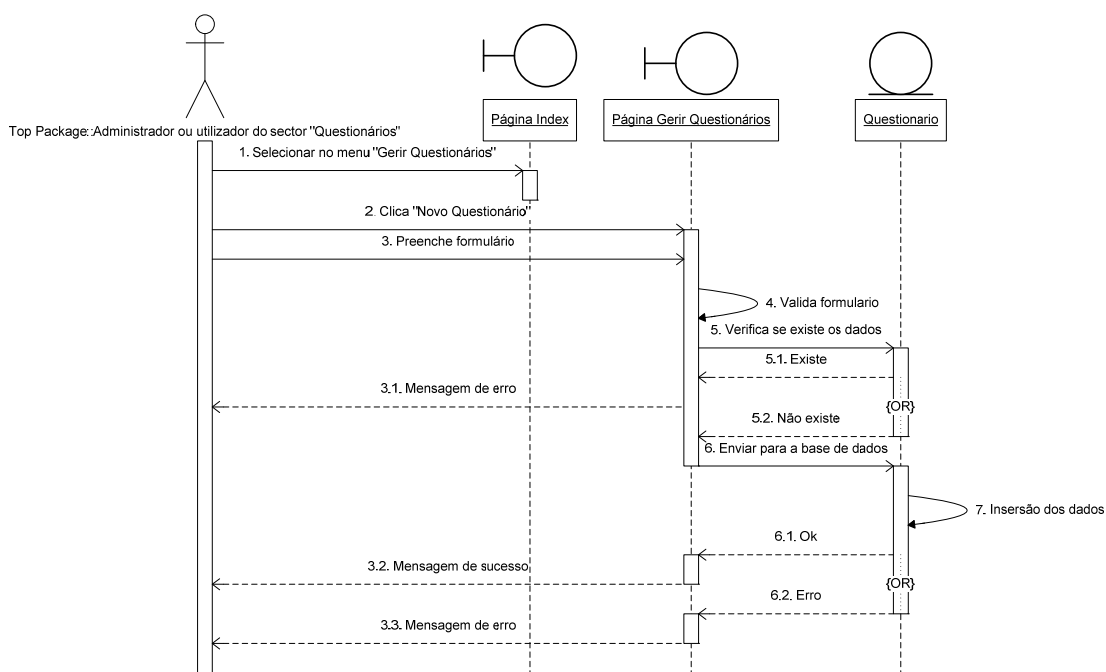 Página Index
Página Gerir Questionários
Questionario
Top Package::Administrador ou utilizador do sector "Questionários"
1. Selecionar no menu "Gerir Questionários"
2. Clica "Novo Questionário"
3. Preenche formulário
4. Valida formulario
5. Verifica se existe os dados
5.1. Existe
3.1. Mensagem de erro
{OR}
5.2. Não existe
6. Enviar para a base de dados
7. Insersão dos dados
6.1. Ok
3.2. Mensagem de sucesso
{OR}
6.2. Erro
3.3. Mensagem de erro